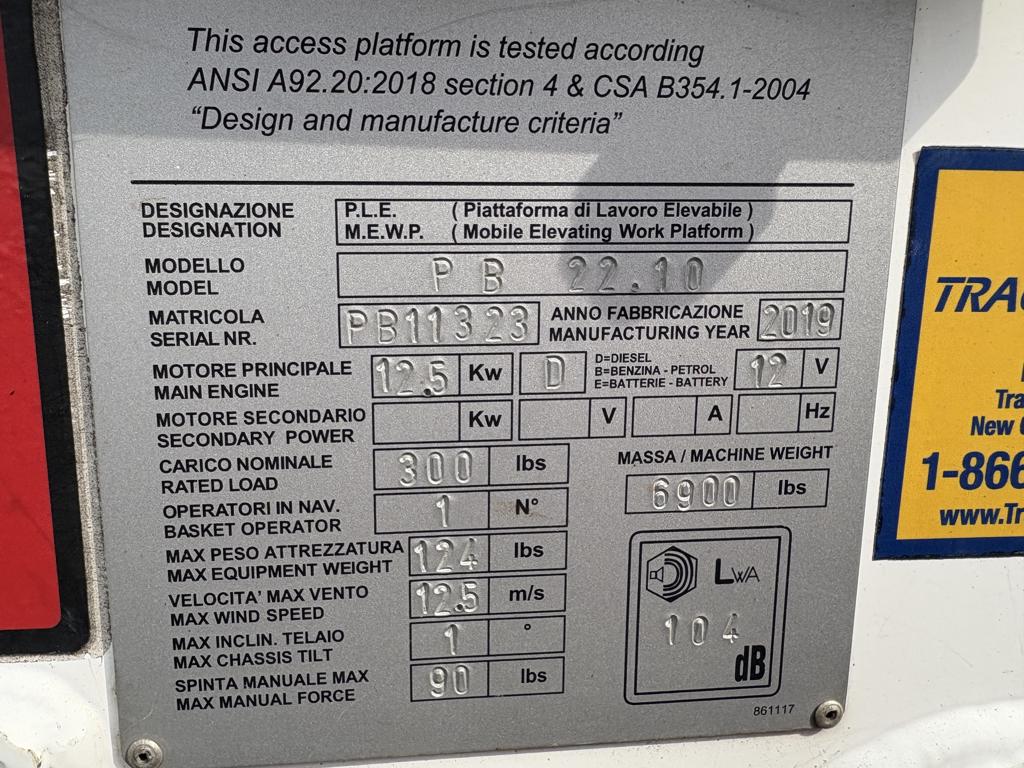 This access platform is tested according
ANSI A92.20:2018 section 4 & CSA B354.1-2004
“Design and manufacture criteria”
DESIGNAZIONE P.L.E. ( Piattaforma di Lavoro Elevabile )
DESIGNATION M.E.W.P. ( Mobile Elevating Work Platform )
MODELLO
MODEL PB 22.10
MATRICOLA
SERIAL NR. PB11323
ANNO FABBRICAZIONE
MANUFACTURING YEAR 2019
MOTORE PRINCIPALE
MAIN ENGINE 12.5 Kw D
D=DIESEL
B=BENZINA - PETROL
E=BATTERIE - BATTERY
12 V
MOTORE SECONDARIO
SECONDARY POWER Kw V A Hz
CARICO NOMINALE
RATED LOAD 300 lbs
MASSA / MACHINE WEIGHT
6900 lbs
OPERATORI IN NAV.
BASKET OPERATOR 1 N°
MAX PESO ATTREZZATURA
MAX EQUIPMENT WEIGHT 124 lbs
VELOCITA' MAX VENTO
MAX WIND SPEED 12.5 m/s
MAX INCLIN. TELAIO
MAX CHASSIS TILT 1 °
SPINTA MANUALE MAX
MAX MANUAL FORCE 90 lbs
LWA
104
dB
861117
TRA
Tra
New
1-866
www.Tr